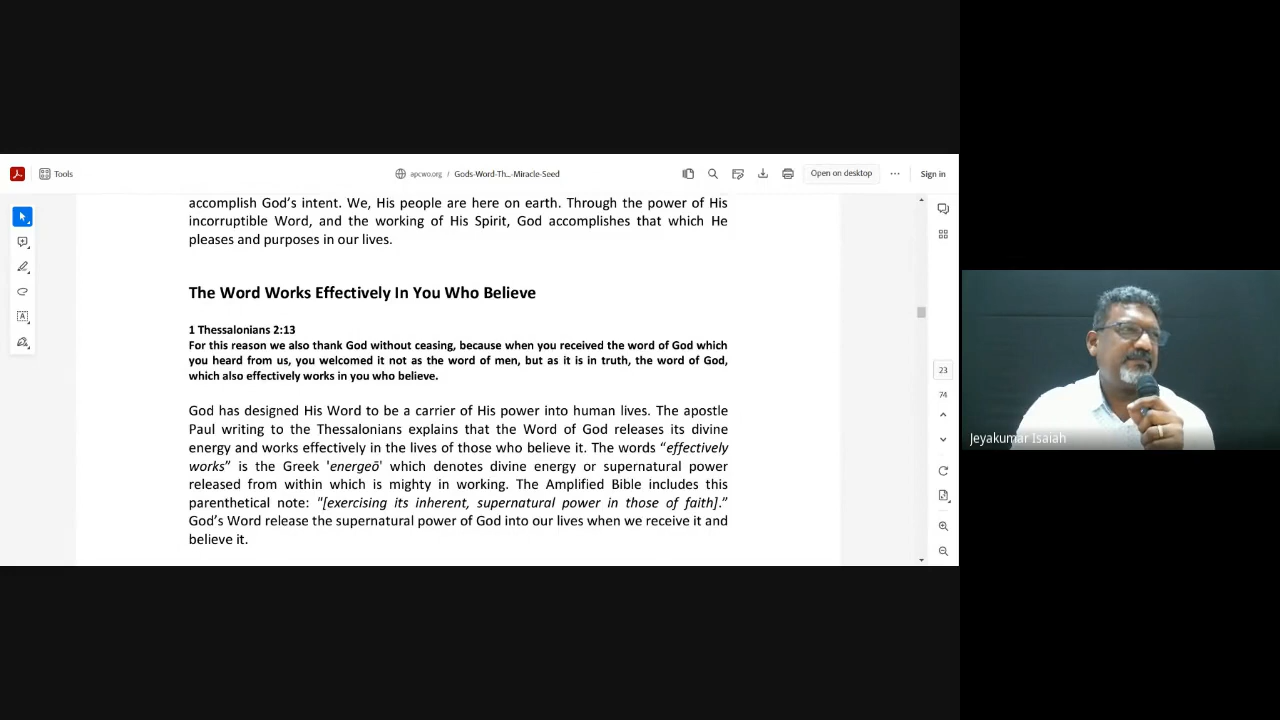 Tools
apcwo.org / Gods-Word-Th...-Miracle-Seed
Open on desktop
Sign in
accomplish God’s intent. We, His people are here on earth. Through the power of His
incorruptible Word, and the working of His Spirit, God accomplishes that which He
pleases and purposes in our lives.
The Word Works Effectively In You Who Believe
1 Thessalonians 2:13
For this reason we also thank God without ceasing, because when you received the word of God which
you heard from us, you welcomed it not as the word of men, but as it is in truth, the word of God,
which also effectively works in you who believe.
God has designed His Word to be a carrier of His power into human lives. The apostle
Paul writing to the Thessalonians explains that the Word of God releases its divine
energy and works effectively in the lives of those who believe it. The words “effectively
works” is the Greek 'energeō' which denotes divine energy or supernatural power
released from within which is mighty in working. The Amplified Bible includes this
parenthetical note: "[exercising its inherent, supernatural power in those of faith].”
God’s Word release the supernatural power of God into our lives when we receive it and
believe it.
23
74
Jeyakumar Isaiah